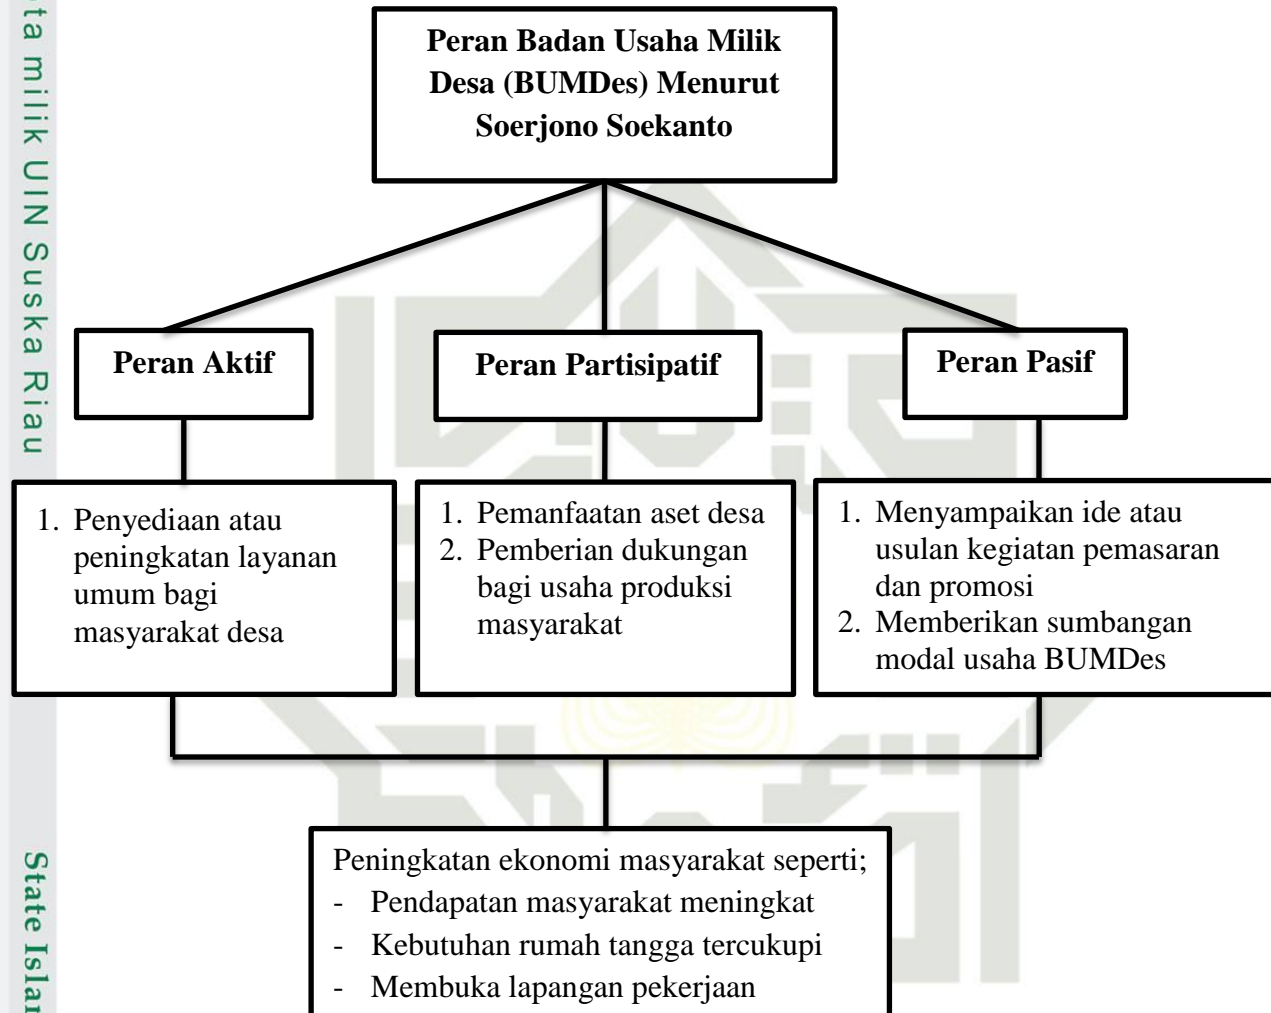 Peran Badan Usaha Milik
Desa (BUMDes) Menurut
Soerjono Soekanto
Peran Aktif
Peran Partisipatif
Peran Pasif
1. Penyediaan atau
peningkatan layanan
umum bagi
masyarakat desa
1. Pemanfaatan aset desa
2. Pemberian dukungan
bagi usaha produksi
masyarakat
1. Menyampaikan ide atau
usulan kegiatan pemasaran
dan promosi
2. Memberikan sumbangan
modal usaha BUMDes
Peningkatan ekonomi masyarakat seperti;
- Pendapatan masyarakat meningkat
- Kebutuhan rumah tangga tercukupi
- Membuka lapangan pekerjaan
milik UIN Suska Riau
State